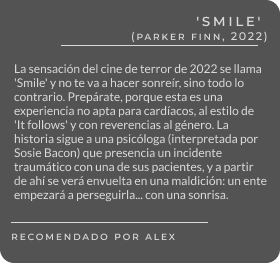 'SMILE'
(PARKER FINN, 2022)
La sensación del cine de terror de 2022 se llama
'Smile' y no te va a hacer sonreír, sino todo lo
contrario. Prepárate, porque esta es una
experiencia no apta para cardíacos, al estilo de
'It follows' y con reverencias al género. La
historia sigue a una psicóloga (interpretada por
Sosie Bacon) que presencia un incidente
traumático con una de sus pacientes, y a partir
de ahí se verá envuelta en una maldición: un ente
empezará a perseguirla... con una sonrisa.
RECOMENDADO POR ALEX